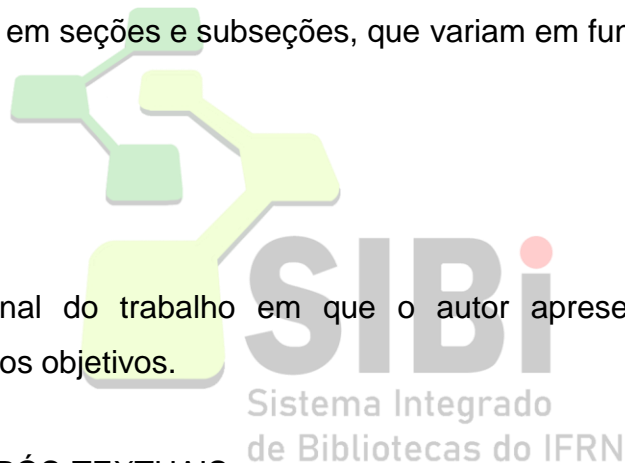 em seções e subseções, que variam em fun
nal do trabalho em que o autor aprese
os objetivos.
SIBi
Sistema Integrado
de Bibliotecas do IFRN